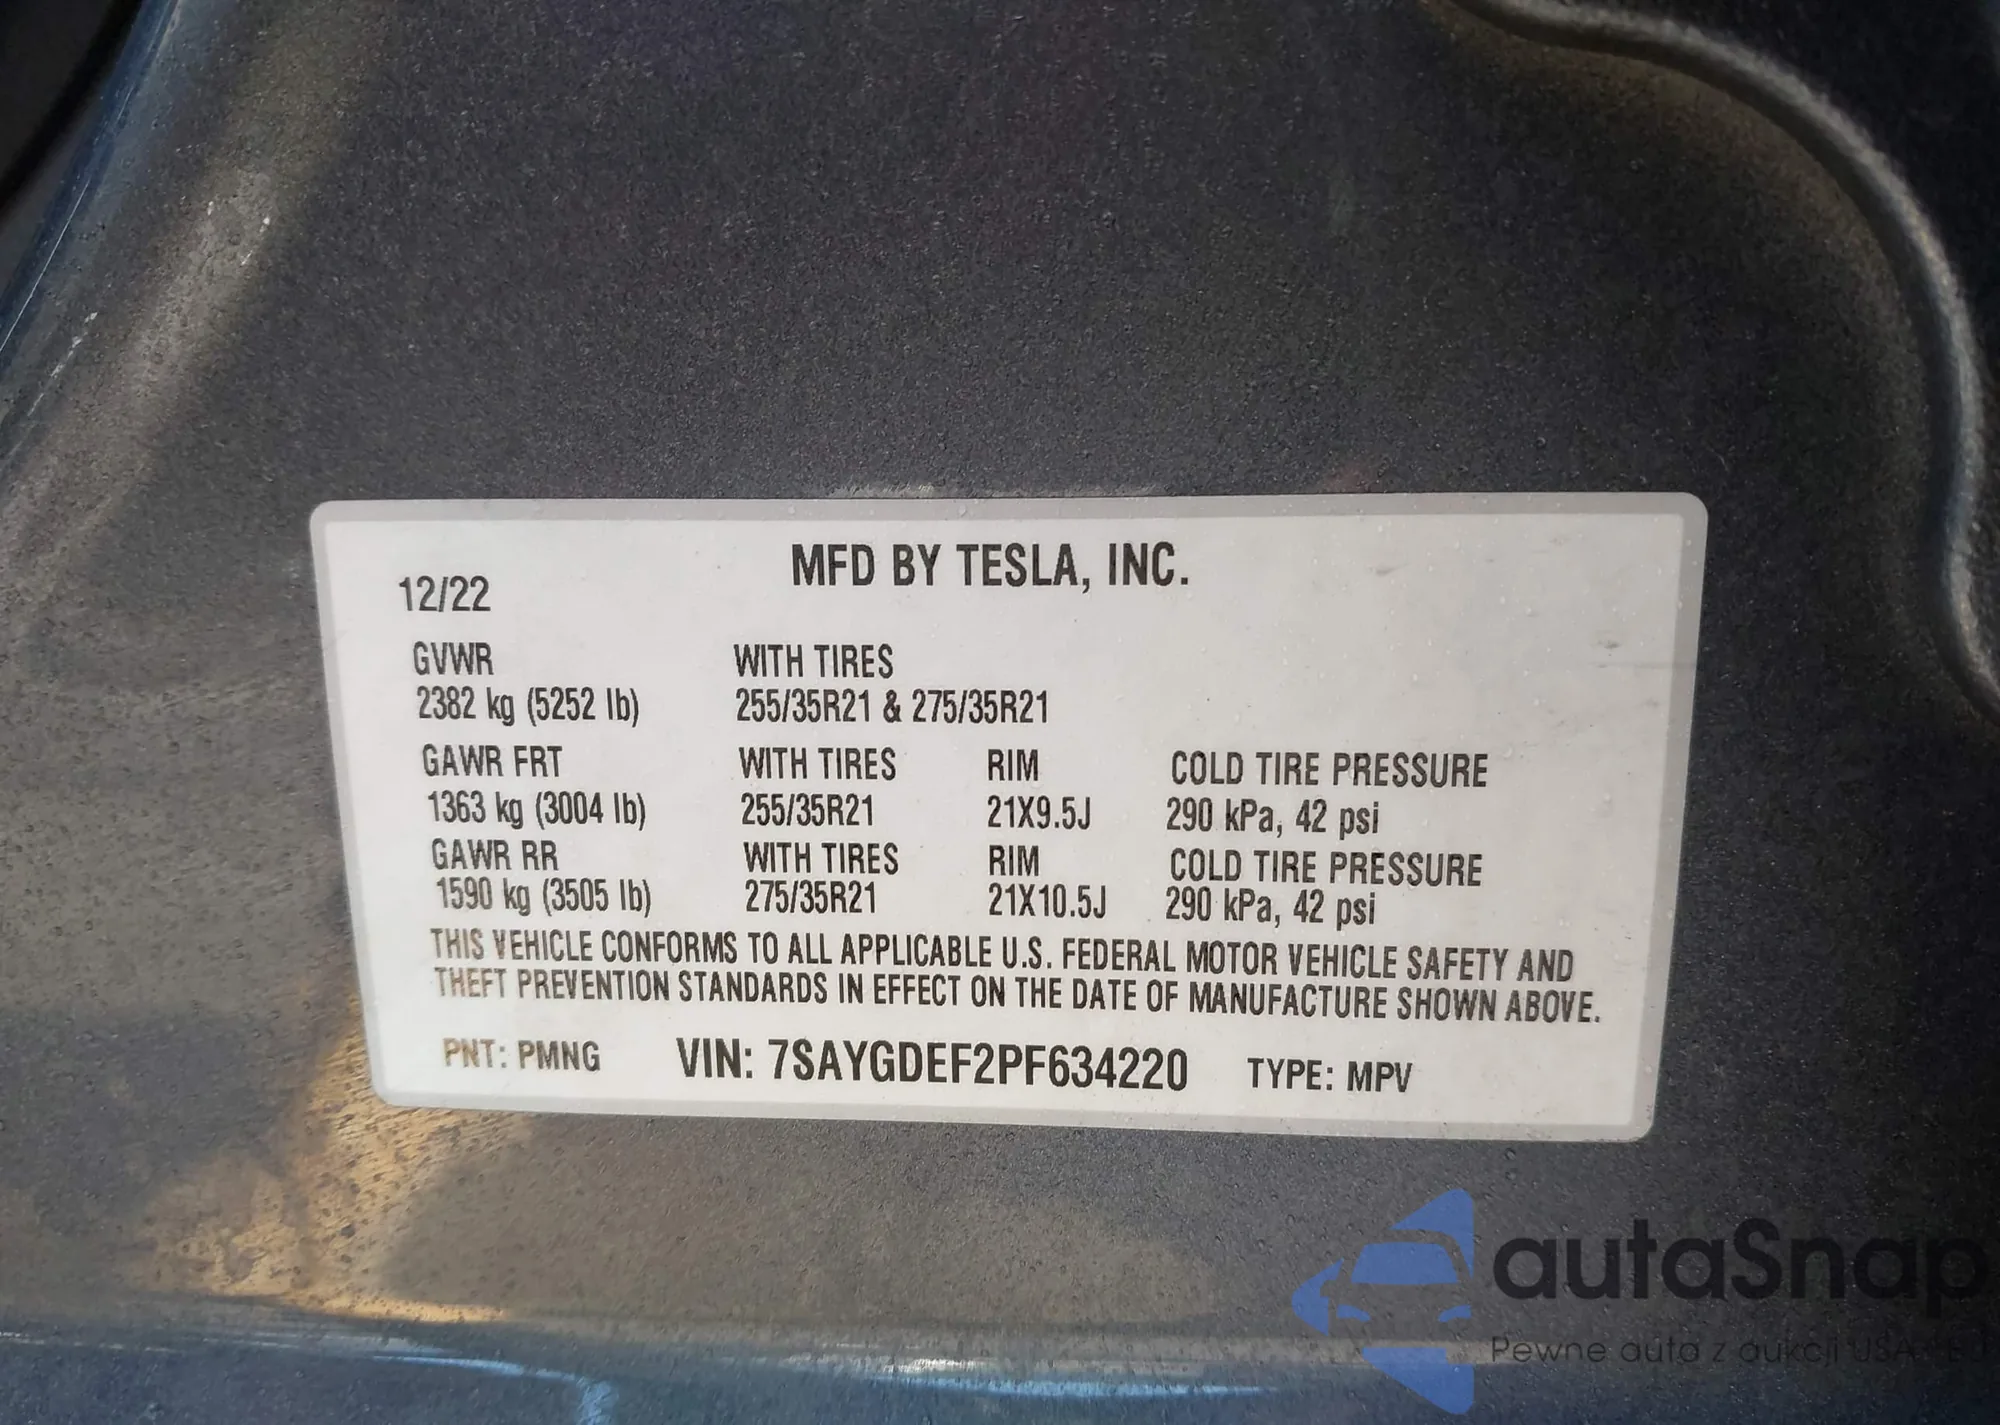 MFD BY TESLA, INC.
12/22
GVWR WITH TIRES
2382 kg (5252 lb) 255/35R21 & 275/35R21
GAWR FRT WITH TIRES RIM COLD TIRE PRESSURE
1363 kg (3004 lb) 255/35R21 21X9.5J 290 kPa, 42 psi
GAWR RR WITH TIRES RIM COLD TIRE PRESSURE
1590 kg (3505 lb) 275/35R21 21X10.5J 290 kPa, 42 psi
THIS VEHICLE CONFORMS TO ALL APPLICABLE U.S. FEDERAL MOTOR VEHICLE SAFETY AND
THEFT PREVENTION STANDARDS IN EFFECT ON THE DATE OF MANUFACTURE SHOWN ABOVE.
PNT: PMNG VIN: 7SAYGDEF2PF634220 TYPE: MPV
autaSnap
Pewne auta z aukcji USA